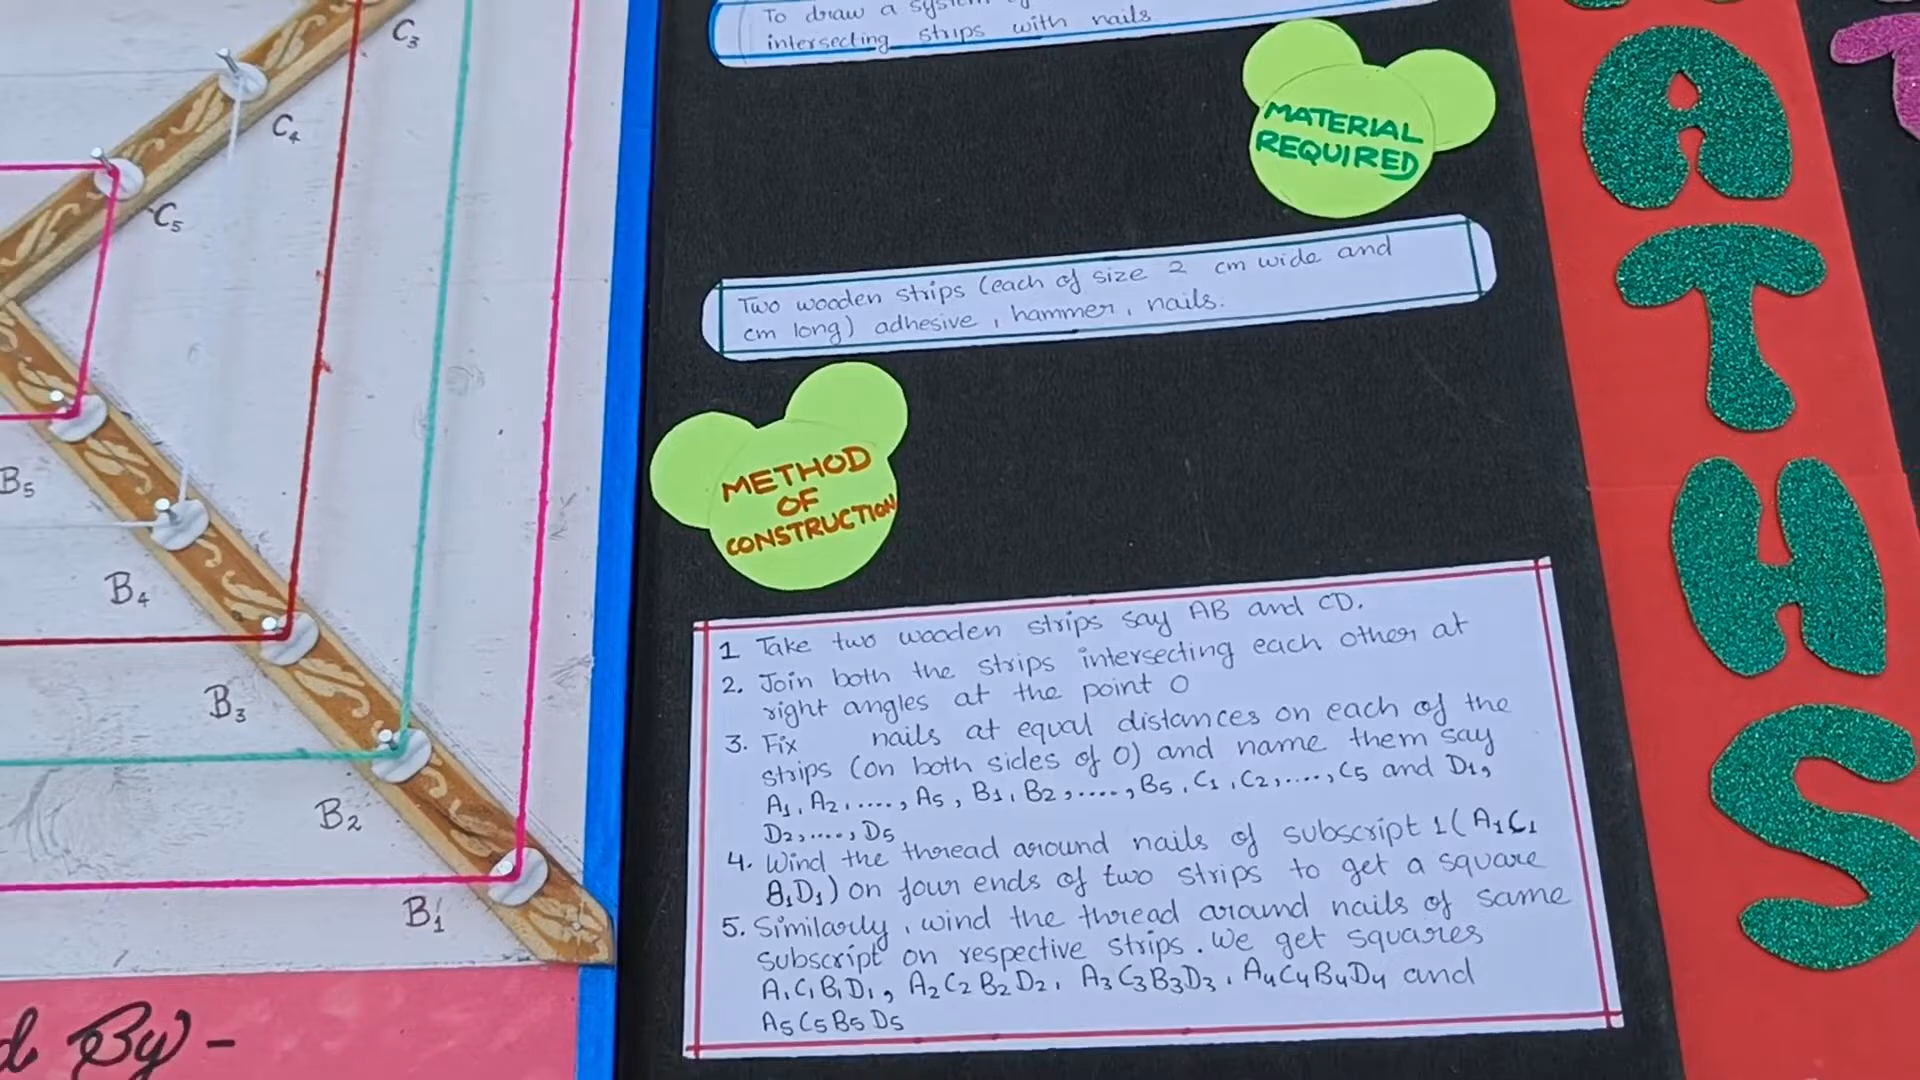 C₃
C₄
C₅
B₅
B₄
B₃
B₂
B₁
By -
To draw a
intersecting strips with nails
MATERIAL
REQUIRED
Two wooden strips (each of size 2 cm wide and
cm long) adhesive, hammer, nails.
METHOD
OF
CONSTRUCTION
1 Take two wooden strips say AB and CD.
2. Join both the strips intersecting each other at
right angles at the point O
3. Fix nails at equal distances on each of the
strips (on both sides of O) and name them say
A₁, A₂, ....., A₅, B₁, B₂, ....., B₅, C₁, C₂, ....., C₅ and D₁,
D₂, ....., D₅
4. Wind the thread around nails of subscript 1 (A₁C₁
B₁D₁) on four ends of two strips to get a square
5. Similarly, wind the thread around nails of same
subscript on respective strips. We get squares
A₁C₁B₁D₁, A₂C₂B₂D₂, A₃C₃B₃D₃, A₄C₄B₄D₄ and
A₅C₅B₅D₅
A
T
H
S